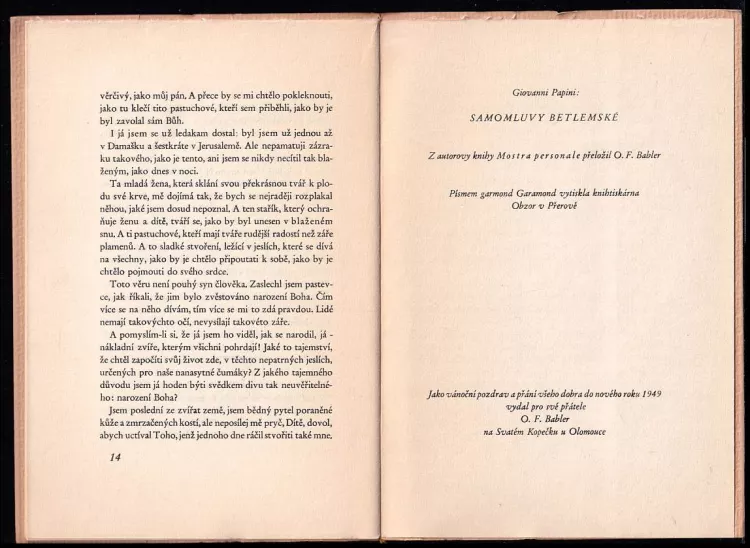 věrčivý, jako můj pán. A přece by se mi chtělo pokleknouti,
jako tu klečí tito pastuchové, kteří sem přiběhli, jako by je
byl zavolal sám Bůh.
I já jsem se už ledakam dostal: byl jsem už jednou až
v Damašku a šestkráte v Jerusalemě. Ale nepamatuji zázra-
ku takového, jako je tento, ani jsem se nikdy necítil tak bla-
ženým, jako dnes v noci.
Ta mladá žena, která sklání svou překrásnou tvář k plo-
du své krve, mě dojímá tak, že bych se nejraději rozplakal
něhou, jaké jsem dosud nepoznal. A ten stařík, který ochra-
ňuje ženu a dítě, tváří se, jako by byl unesen v blaženém
snu. A ti pastuchové, kteří mají tváře rudější radostí než záře
plamenů. A to sladké stvoření, ležící v jeslích, které se dívá
na všechny, jako by je chtělo připoutati k sobě, jako by je
chtělo pojmouti do svého srdce.
Toto věru není pouhý syn člověka. Zaslechl jsem pastev-
ce, jak říkali, že jim bylo zvěstováno narození Boha. Čím
více se na něho dívám, tím více se mi to zdá pravdou. Lidé
nemají takovýchto očí, nevysílají takovéto záře.
A pomyslím-li si, že já jsem ho viděl, jak se narodil, já -
nákladní zvíře, kterým všichni pohrdají! Jaké to tajemství,
že chtěl započíti svůj život zde, v těchto nepatrných jeslích,
určených pro naše nanasytné čumáky? Z jakého tajemného
důvodu jsem já hoden býti svědkem divu tak neuvěřitelné-
ho: narození Boha?
Jsem poslední ze zvířat země, jsem bědný pytel poraněné
kůže a zmrzačených kostí, ale neposílej mě pryč, Dítě, dovol,
abych uctíval Toho, jenž jednoho dne ráčil stvořiti také mne.
14
Giovanni Papini:
SAMOMLUVY BETLEMSKÉ
Z autorovy knihy Mostra personale přeložil O. F. Babler
Písmem garmond Garamond vytiskla knihtiskárna
Obzor v Přerově
Jako vánoční pozdrav a přání všeho dobra do nového roku 1949
vydal pro své přátele
O. F. Babler
na Svatém Kopečku u Olomouce